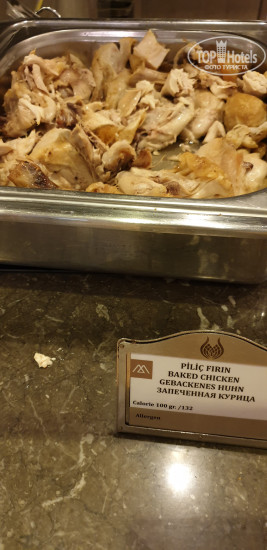 TOP Hotels
ФОТО ТУРИСТА
PİLİÇ FIRIN
BAKED CHICKEN
GEBACKENES HUHN
ЗАПЕЧЕННАЯ КУРИЦА
Calorie 100 gr. /132
Allergen